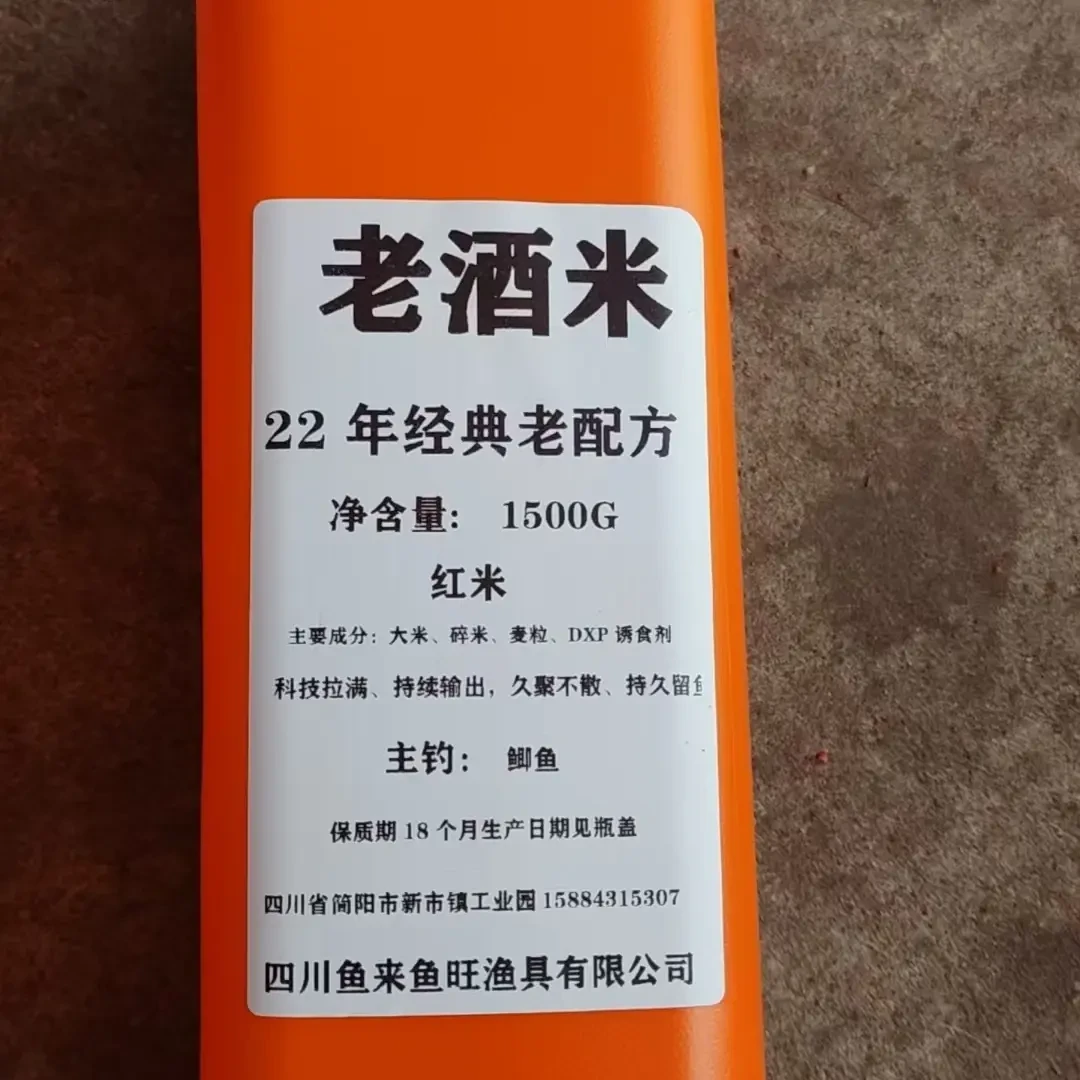 老酒米
22 年经典老配方
净含量： 1500G
红米
主要成分：大米、碎米、麦粒、DXP 诱食剂
科技拉满、持续输出，久聚不散、持久留鱼
主钓： 鲫鱼
保质期 18 个月生产日期见瓶盖
四川省简阳市新市镇工业园 15884315307
四川鱼来鱼旺渔具有限公司